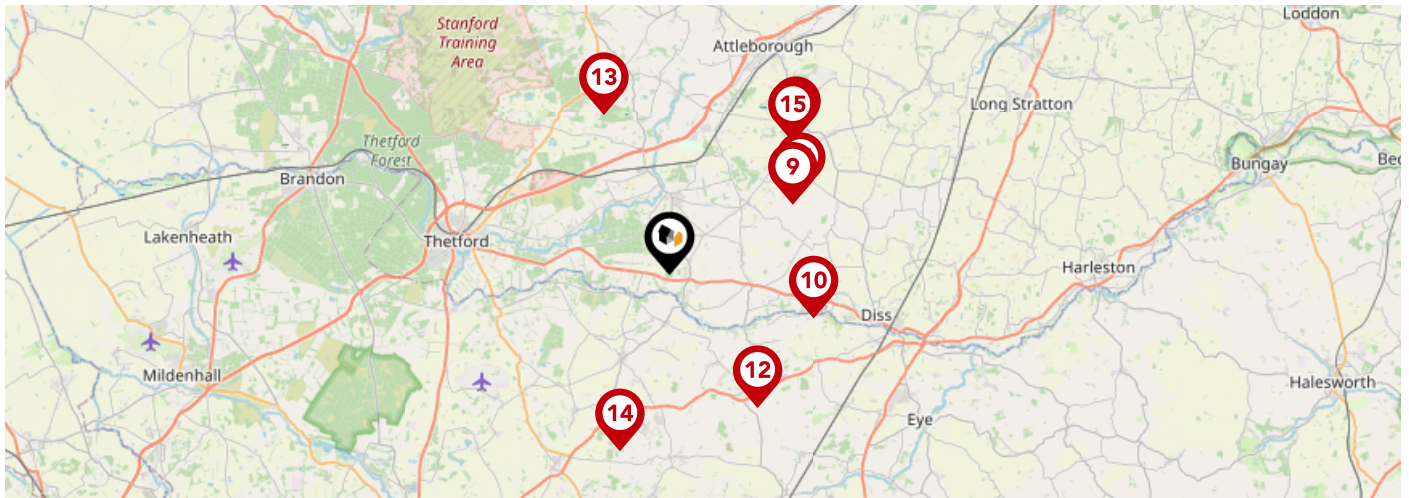 Stanford
Training
Area
Attleborough
Loddon
13
15
Long Stratton
Thetford
Forest
Brandon
9
Bungay
Bec
Lakenheath
Thetford
Harleston
10
Diss
Mildenhall
12
Halesworth
14
Eye